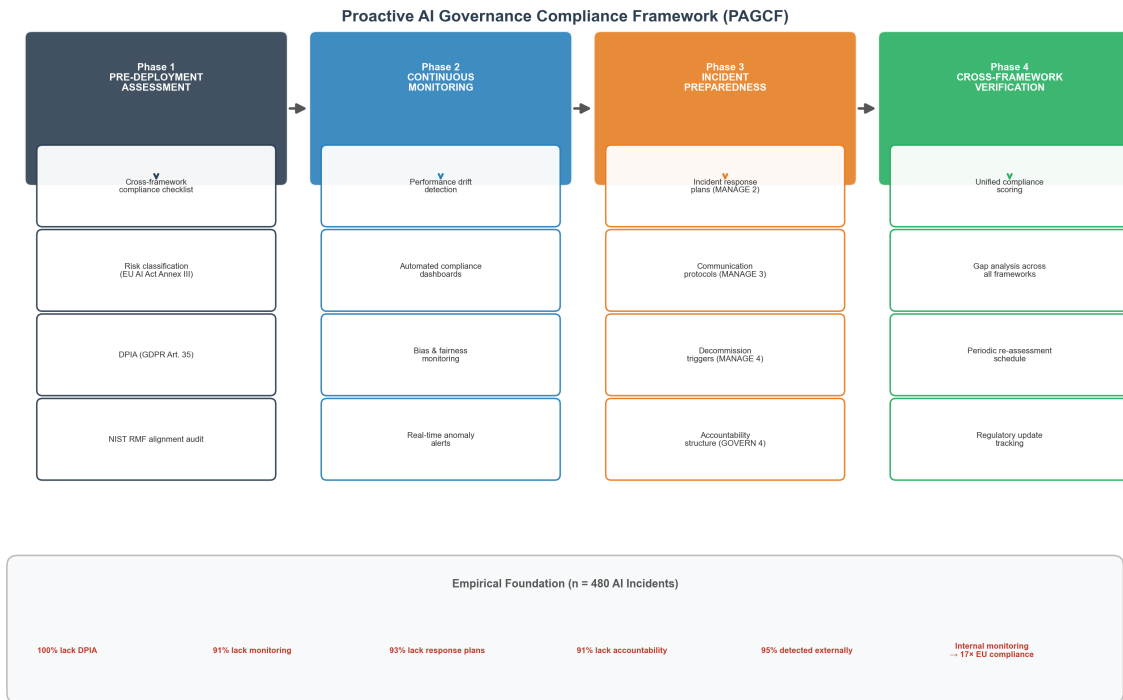 Proactive AI Governance Compliance Framework (PAGCF)
Phase 1
PRE-DEPLOYMENT
ASSESSMENT
Cross-framework
compliance checklist
Risk classification
(EU AI Act Annex III)
DPIA (GDPR Art. 35)
NIST RMF alignment audit
Phase 2
CONTINUOUS
MONITORING
Performance drift
detection
Automated compliance
dashboards
Bias & fairness
monitoring
Real-time anomaly
alerts
Phase 3
INCIDENT
PREPAREDNESS
Incident response
plans (MANAGE 2)
Communication
protocols (MANAGE 3)
Decommission
triggers (MANAGE 4)
Accountability
structure (GOVERN 4)
Phase 4
CROSS-FRAMEWORK
VERIFICATION
Unified compliance
scoring
Gap analysis across
all frameworks
Periodic re-assessment
schedule
Regulatory update
tracking
Empirical Foundation (n = 480 AI Incidents)
100% lack DPIA
91% lack monitoring
93% lack response plans
91% lack accountability
95% detected externally
Internal monitoring
→ 17× EU compliance